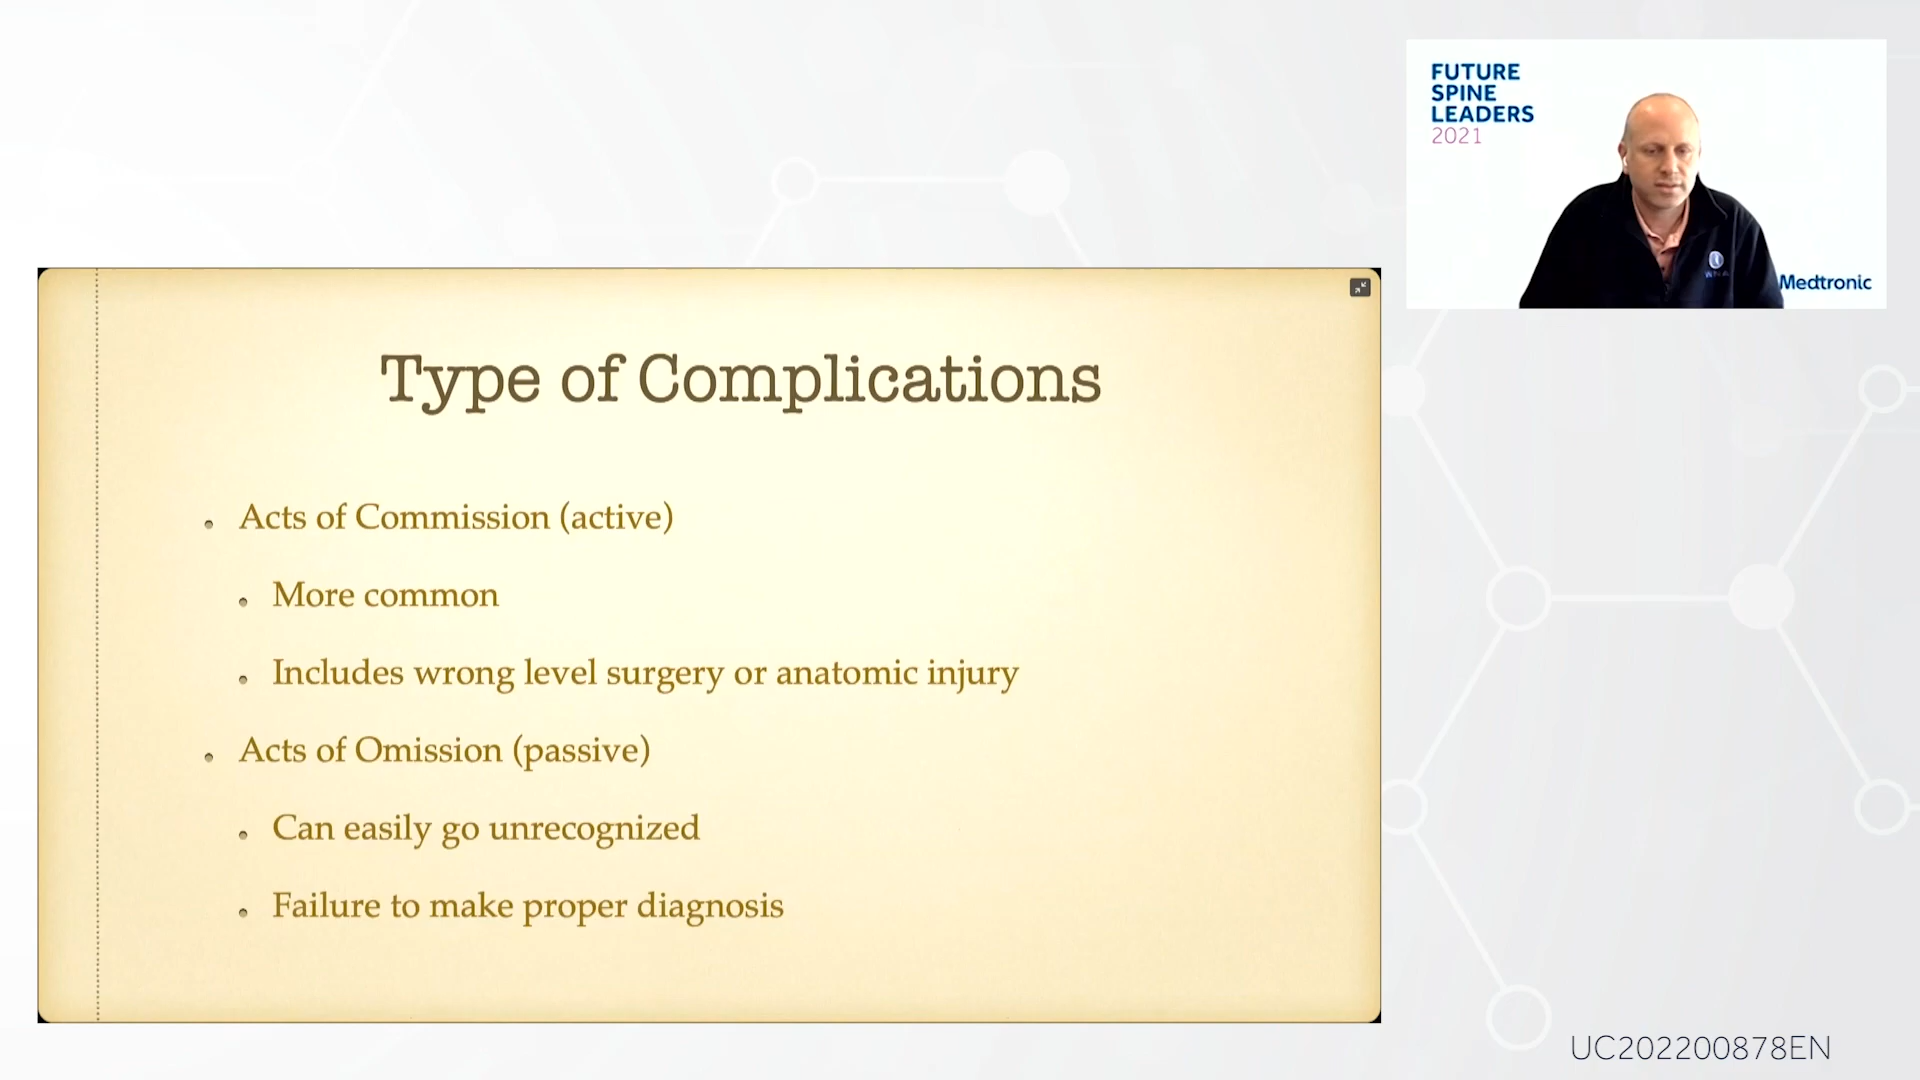 FUTURE
SPINE
LEADERS
2021
Medtronic
Type of Complications
Acts of Commission (active)
More common
Includes wrong level surgery or anatomic injury
Acts of Omission (passive)
Can easily go unrecognized
Failure to make proper diagnosis
UC202200878EN